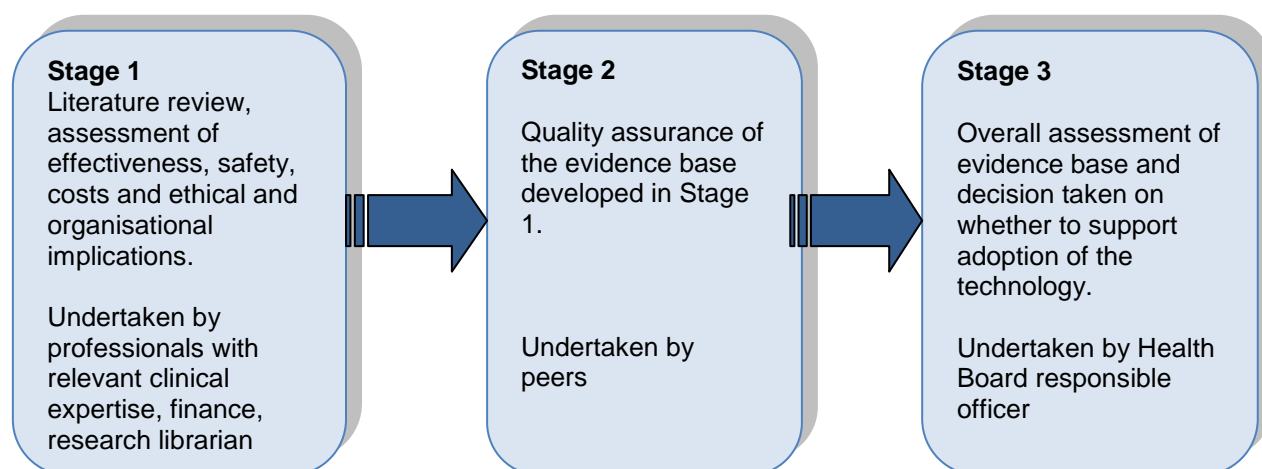 Stage 1
Literature review,
assessment of
effectiveness, safety,
costs and ethical and
organisational
implications.
Undertaken by
professionals with
relevant clinical
expertise, finance,
research librarian
Stage 2
Quality assurance of
the evidence base
developed in Stage
1.
Undertaken by
peers
Stage 3
Overall assessment of
evidence base and
decision taken on
whether to support
adoption of the
technology.
Undertaken by Health
Board responsible
officer